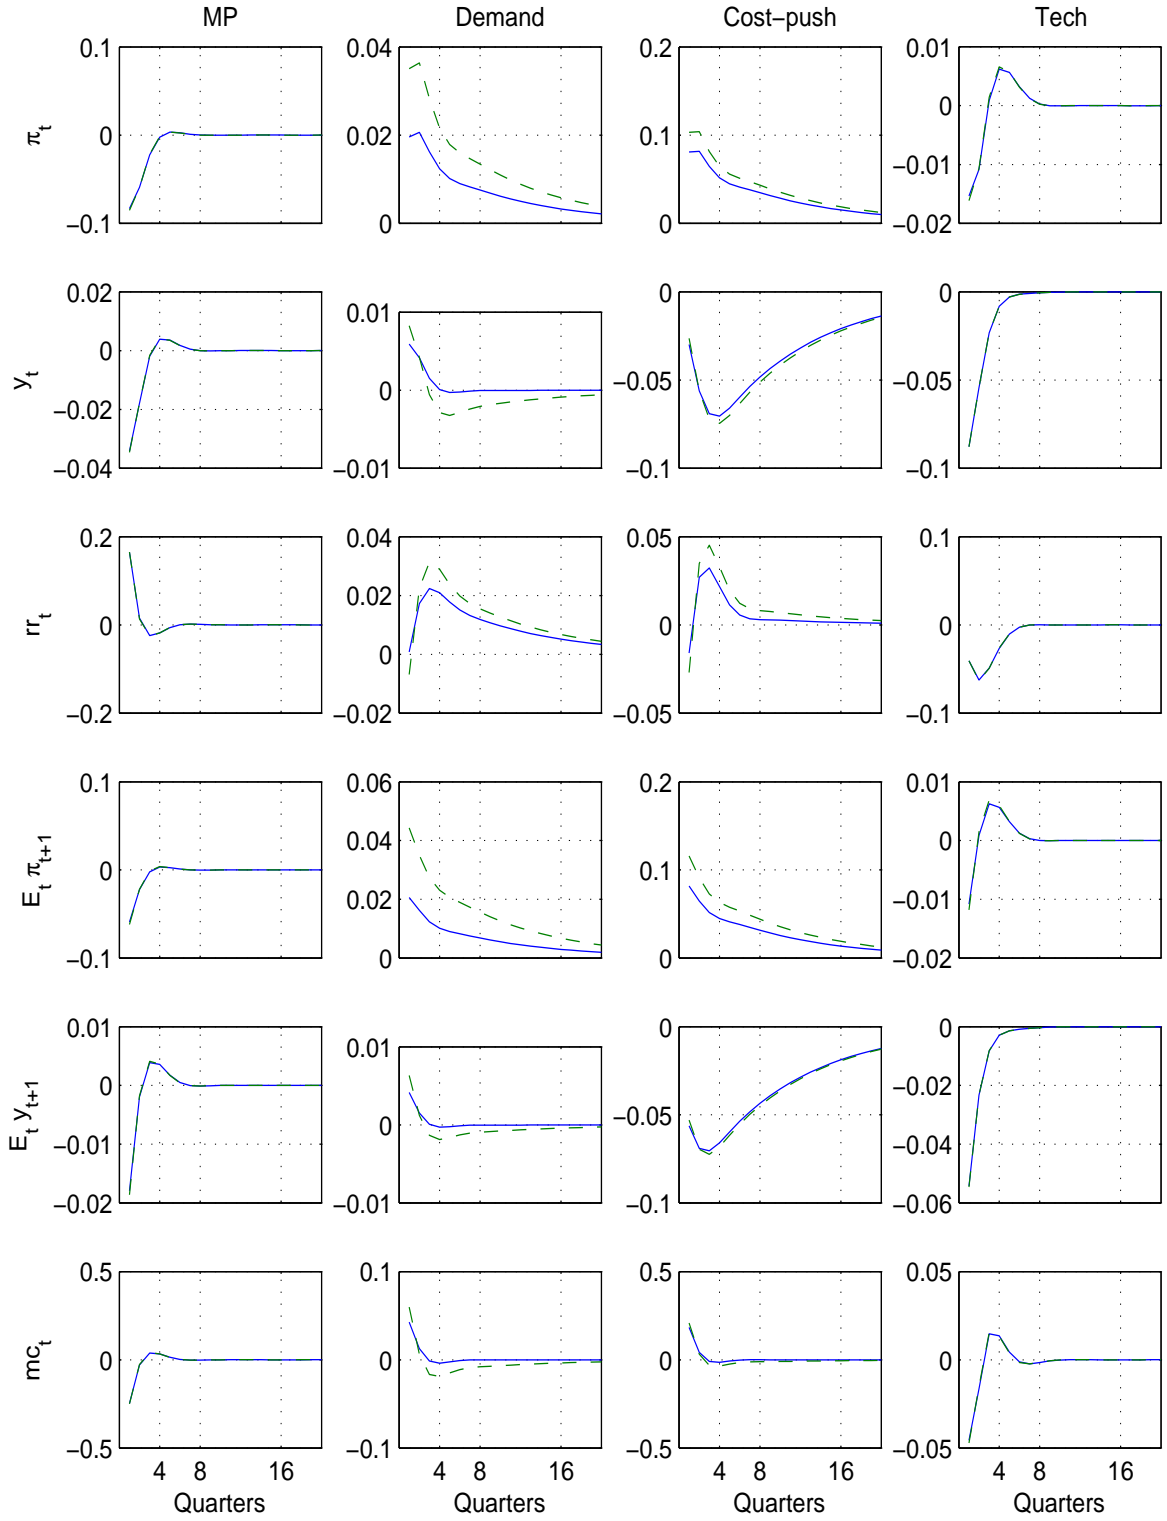 MP Demand Cost−push Tech
0.1 0.04 0.2 0.01
0 0.02 0.1 0
−0.01
−0.1 0 0 −0.02
π_t
0.02 0.01 0 0
0 0 −0.05 −0.05
−0.02
−0.04 −0.01 −0.1 −0.1
y_t
0.2 0.04 0.05 0.1
0 0.02 0 0
0
−0.2 −0.02 −0.05 −0.1
rr_t
0.1 0.06 0.2 0.01
0 0.04 0.1 0
0.02 −0.01
−0.1 0 0 −0.02
E_t π_{t+1}
0.01 0.01 0 0
0 0 −0.05 −0.02
−0.01 −0.04
−0.02 −0.01 −0.1 −0.06
E_t y_{t+1}
0.5 0.1 0.5 0.05
0 0 0 0
−0.5 −0.1 −0.5 −0.05
mc_t
4 8 16 4 8 16 4 8 16 4 8 16
Quarters Quarters Quarters Quarters